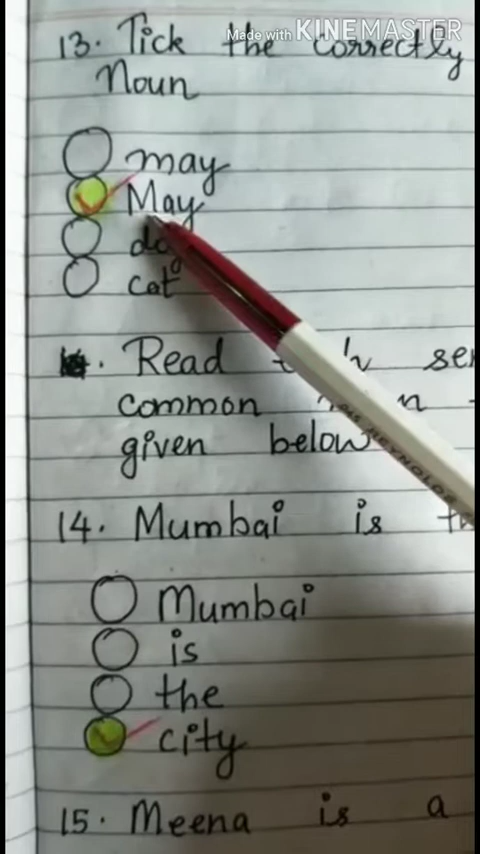 Made with KINEMASTER
13. Tick the correctly
Noun
may
May
cat
Read
common
given below
REYNOLDS
14. Mumbai is
Mumbai
is
the
city
15. Meena is a